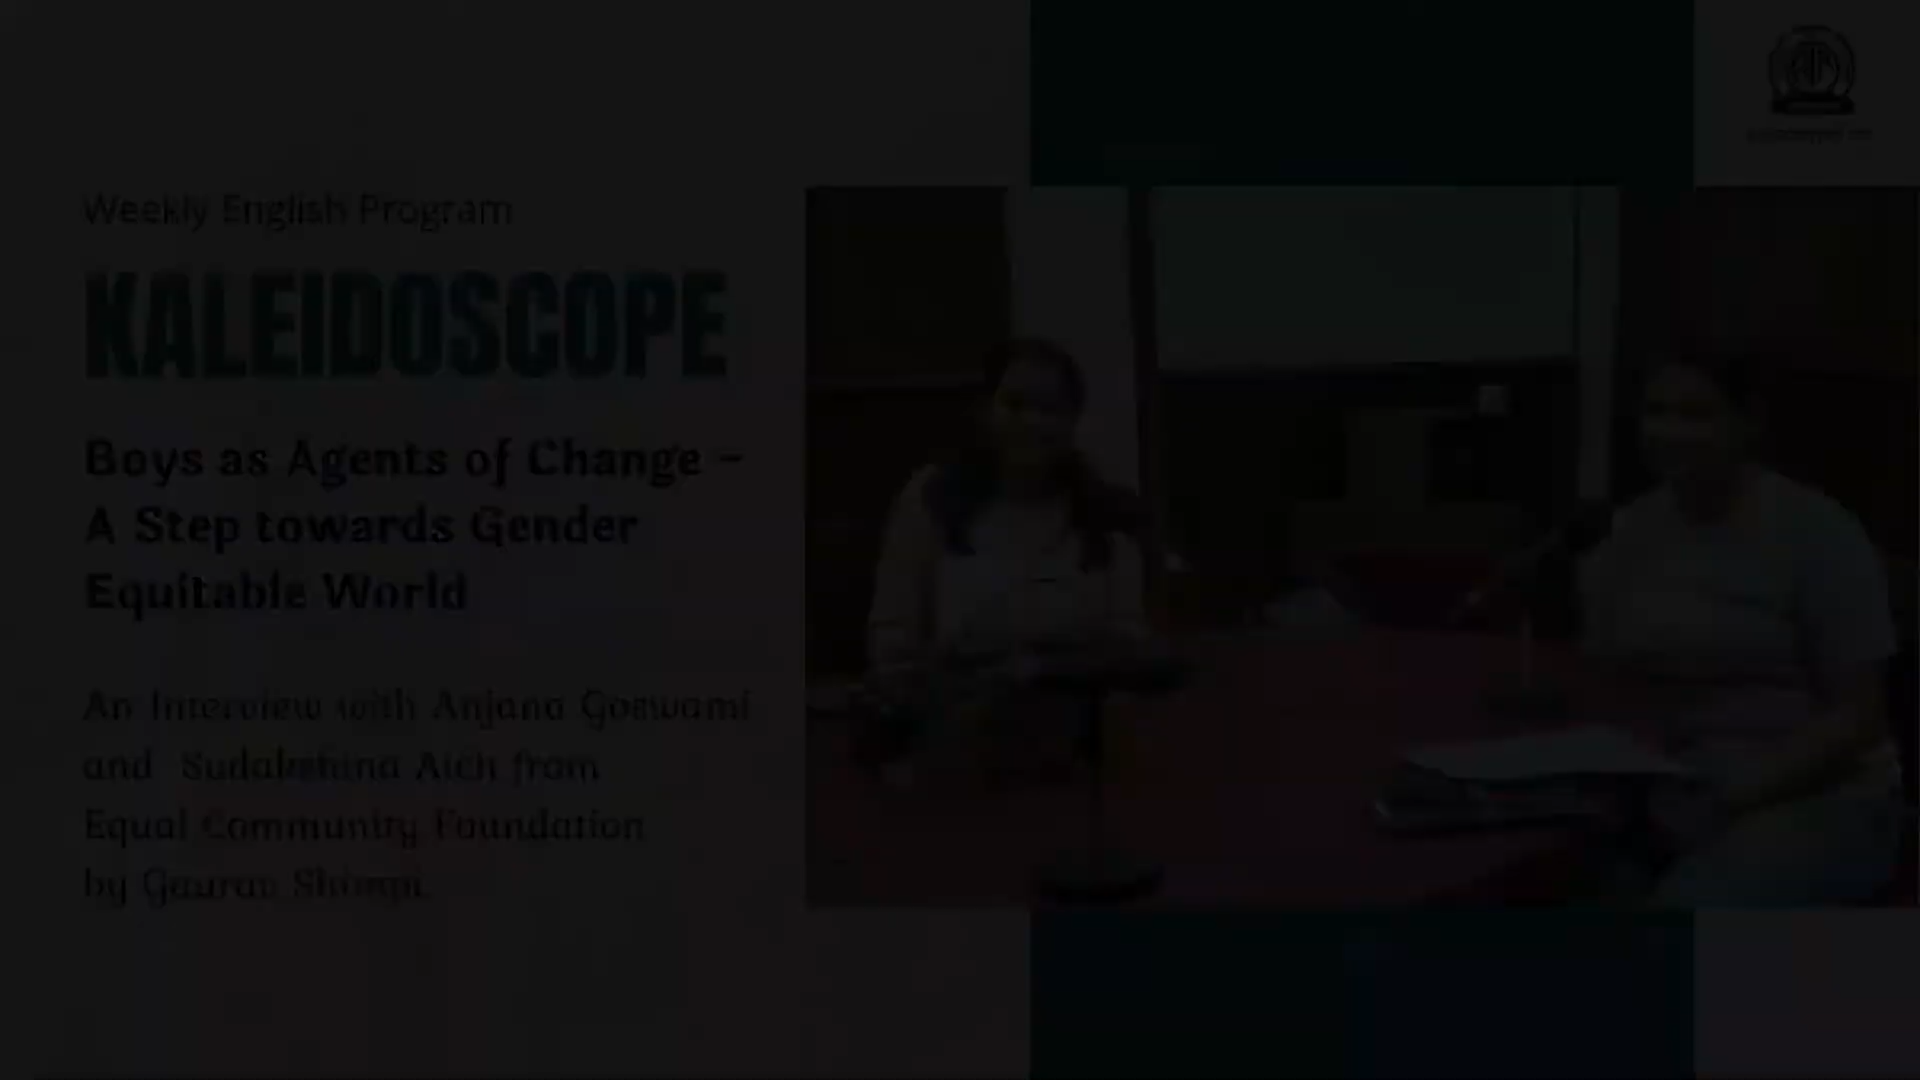 Weekly English Program
KALEIDOSCOPE
Boys as Agents of Change –
A Step towards Gender
Equitable World
An Interview with Anjana Goswami
and Sudakshina Aich from
Equal Community Foundation
by Gaurav Shimpi